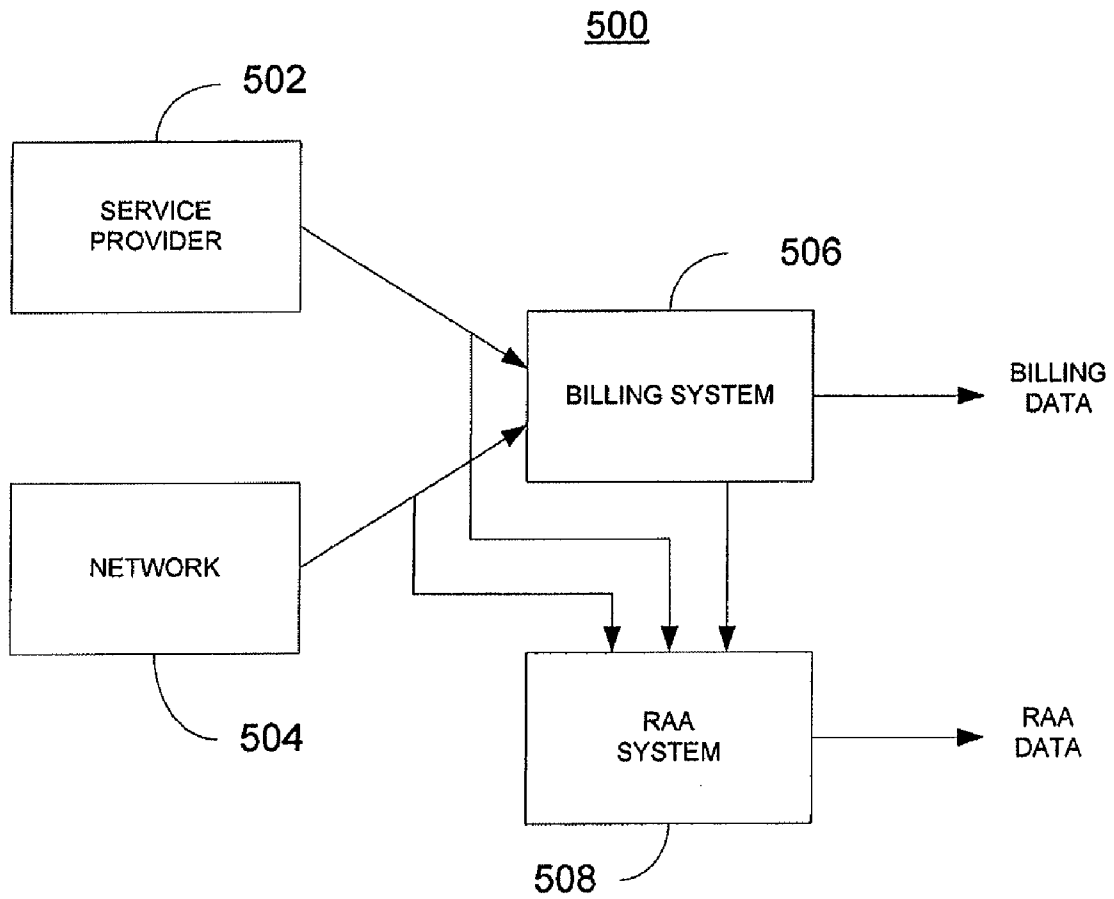 500
502
SERVICE
PROVIDER
506
BILLING SYSTEM
BILLING
DATA
NETWORK
504
RAA
SYSTEM
RAA
DATA
508